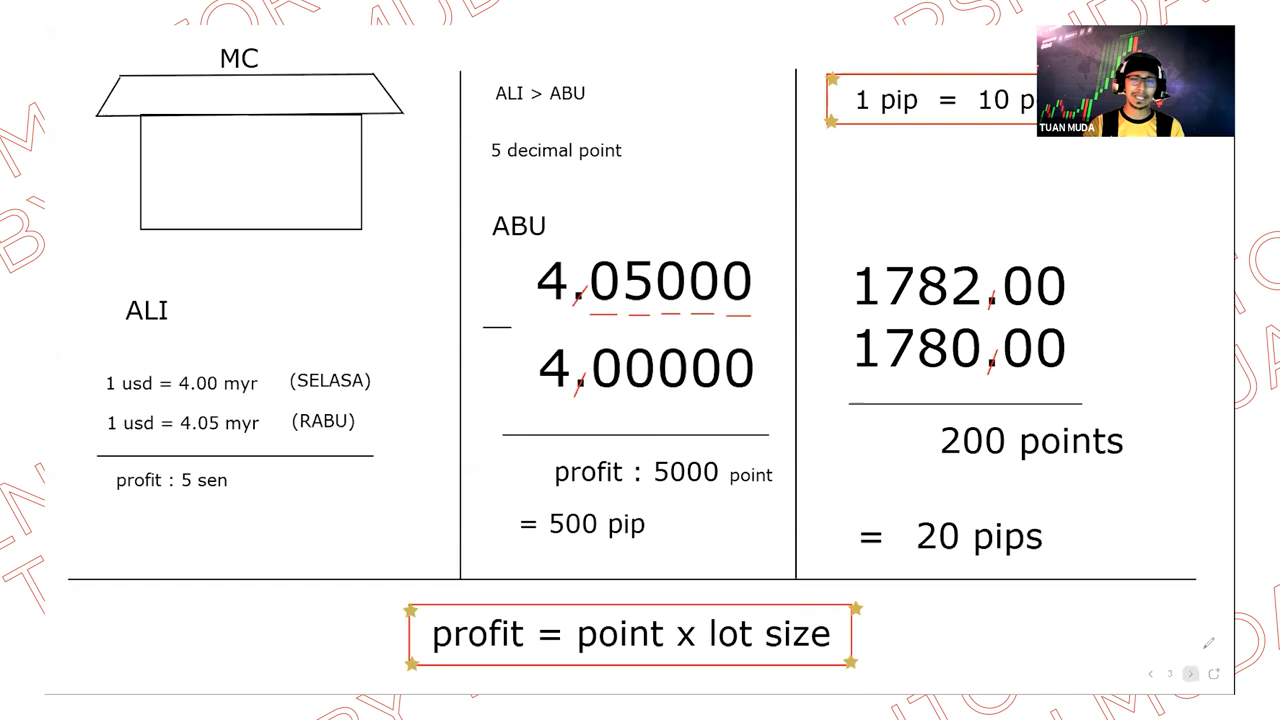 MC
ALI
1 usd = 4.00 myr (SELASA)
1 usd = 4.05 myr (RABU)
profit : 5 sen
ALI > ABU
5 decimal point
ABU
4.05000
4.00000
profit : 5000 point
= 500 pip
1 pip = 10
TUAN MUDA
1782.00
1780.00
200 points
= 20 pips
profit = point x lot size
3